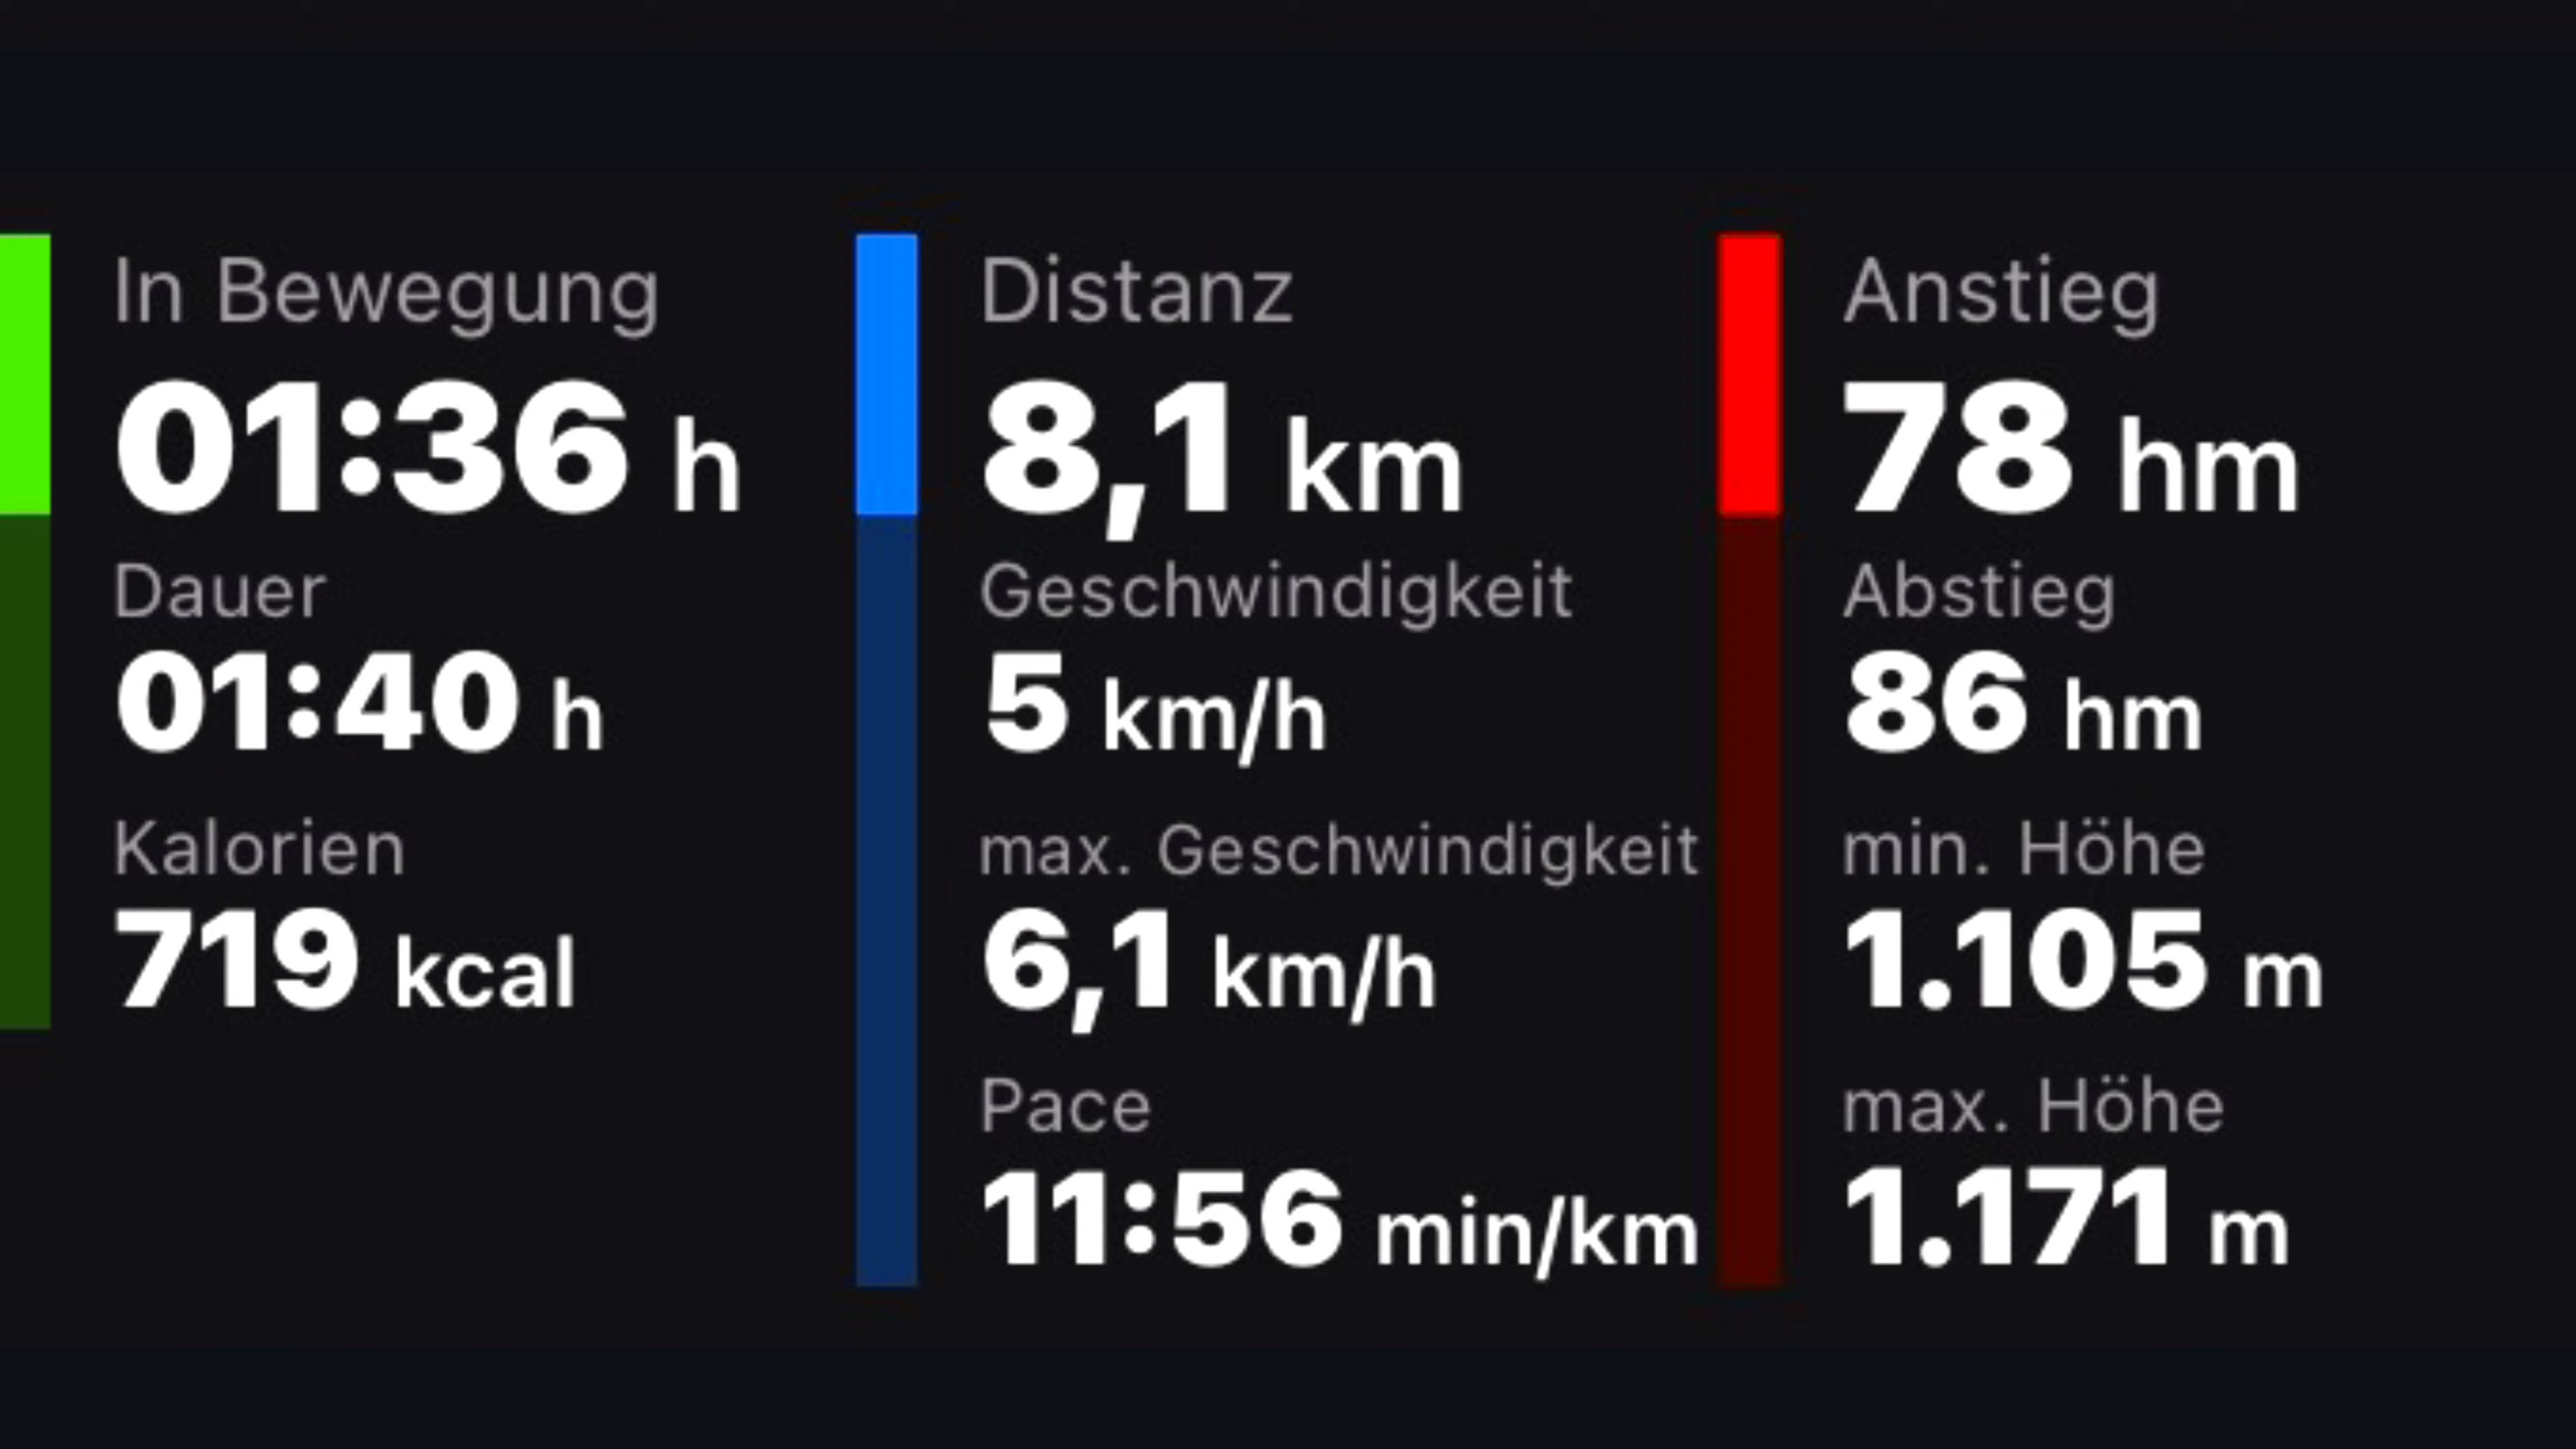 In Bewegung
01:36 h
Dauer
01:40 h
Kalorien
719 kcal
Distanz
8,1 km
Geschwindigkeit
5 km/h
max. Geschwindigkeit
6,1 km/h
Pace
11:56 min/km
Anstieg
78 hm
Abstieg
86 hm
min. Höhe
1.105 m
max. Höhe
1.171 m